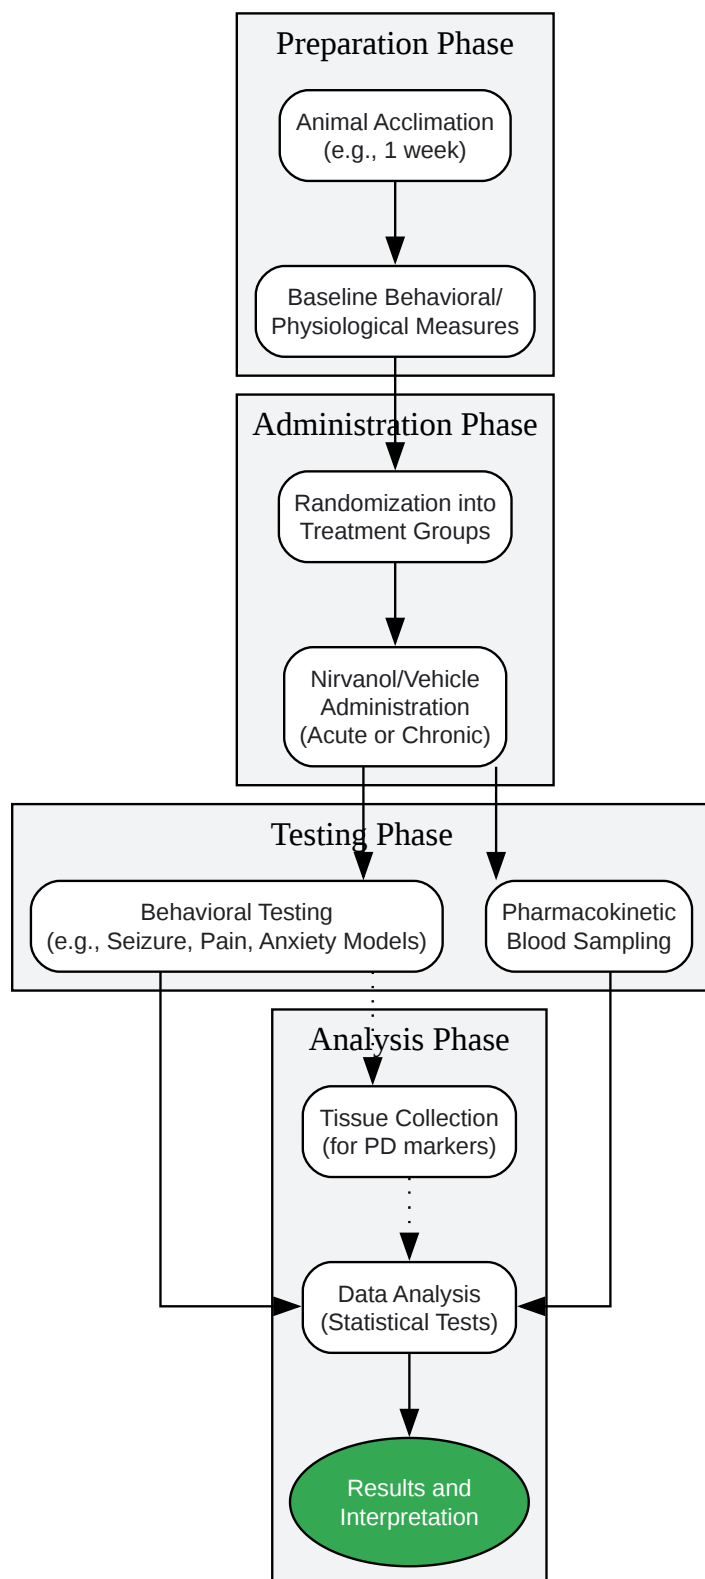 Preparation Phase
Animal Acclimation
(e.g., 1 week)
Baseline Behavioral/
Physiological Measures
Administration Phase
Randomization into
Treatment Groups
Nirvanol/Vehicle
Administration
(Acute or Chronic)
Testing Phase
Behavioral Testing
(e.g., Seizure, Pain, Anxiety Models)
Pharmacokinetic
Blood Sampling
Analysis Phase
Tissue Collection
(for PD markers)
Data Analysis
(Statistical Tests)
Results and
Interpretation